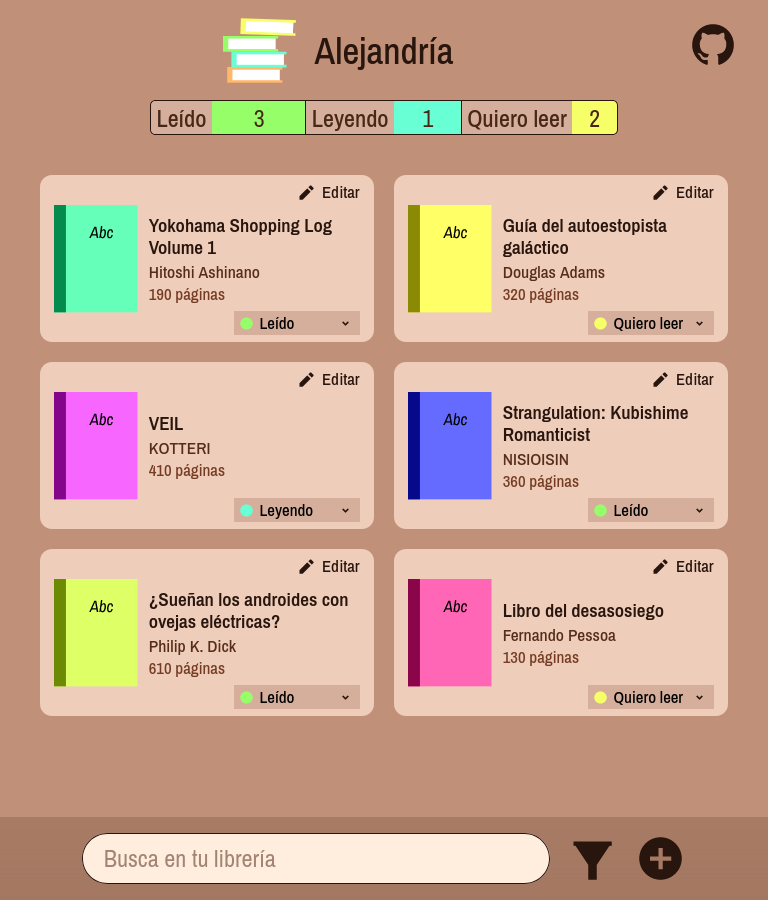 Alejandría
Leído 3 Leyendo 1 Quiero leer 2
Editar
Abc
Yokohama Shopping Log
Volume 1
Hitoshi Ashinano
190 páginas
Leído
Editar
Abc
Guía del autoestopista
galáctico
Douglas Adams
320 páginas
Quiero leer
Editar
Abc
VEIL
KOTTERI
410 páginas
Leyendo
Editar
Abc
Strangulation: Kubishime
Romanticist
NISIOISIN
360 páginas
Leído
Editar
Abc
¿Sueñan los androides con
ovejas eléctricas?
Philip K. Dick
610 páginas
Leído
Editar
Abc
Libro del desasosiego
Fernando Pessoa
130 páginas
Quiero leer
Busca en tu librería